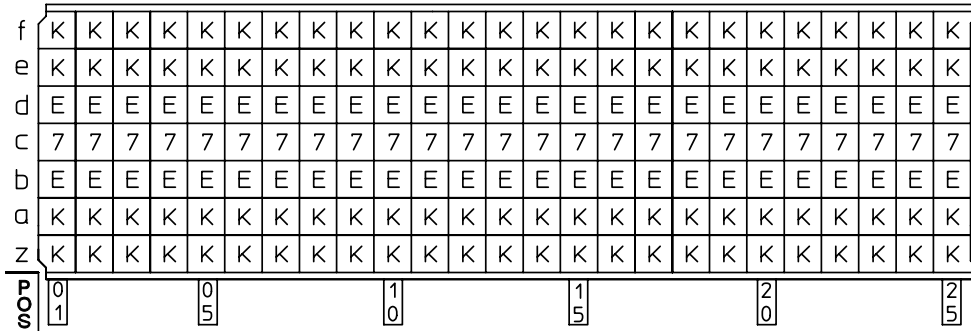 f K K K K K K K K K K K K K K K K K K K K K K K K K
e K K K K K K K K K K K K K K K K K K K K K K K K K
d E E E E E E E E E E E E E E E E E E E E E E E E E
c 7 7 7 7 7 7 7 7 7 7 7 7 7 7 7 7 7 7 7 7 7 7 7 7 7
b E E E E E E E E E E E E E E E E E E E E E E E E E
a K K K K K K K K K K K K K K K K K K K K K K K K K
z K K K K K K K K K K K K K K K K K K K K K K K K K
POS 01 05 10 15 20 25